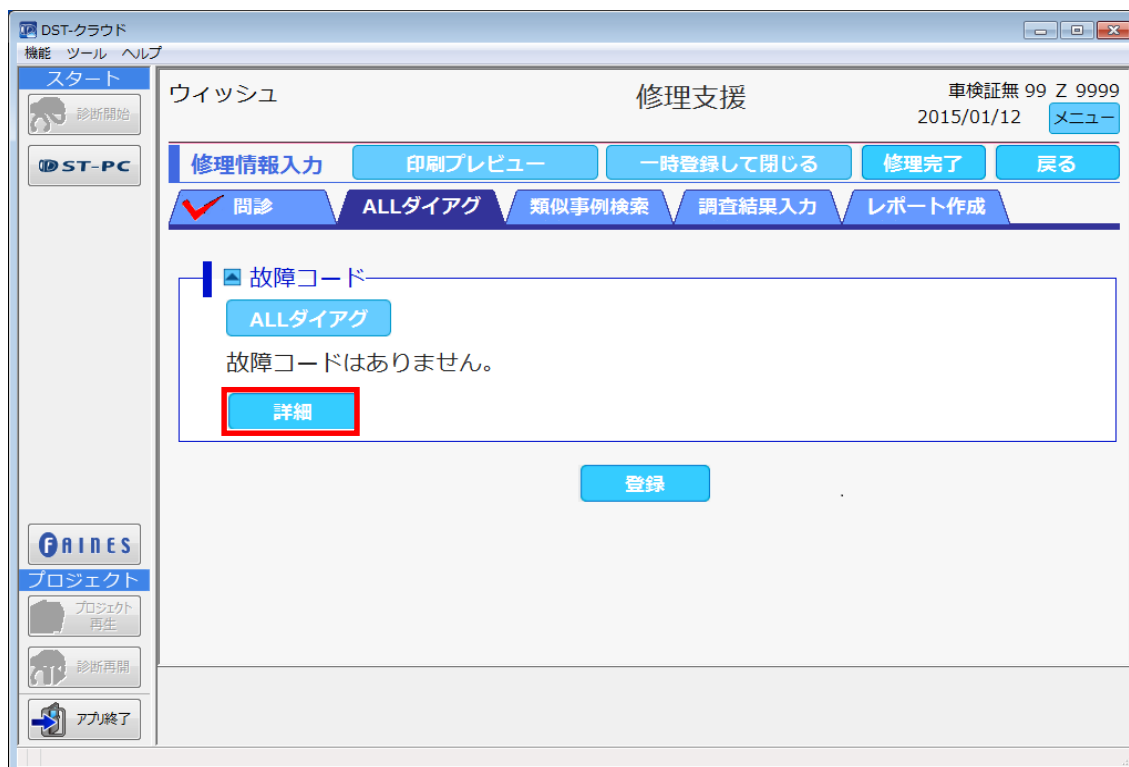 DST-クラウド
機能 ツール ヘルプ
スタート
診断開始
DST-PC
FAINES
プロジェクト
プロジェクト
再生
診断再開
アプリ終了
ウィッシュ 修理支援 車検証無 99 Z 9999
2015/01/12 メニュー
修理情報入力 印刷プレビュー 一時登録して閉じる 修理完了 戻る
問診 ALLダイアグ 類似事例検索 調査結果入力 レポート作成
故障コード
ALLダイアグ
故障コードはありません。
詳細
登録